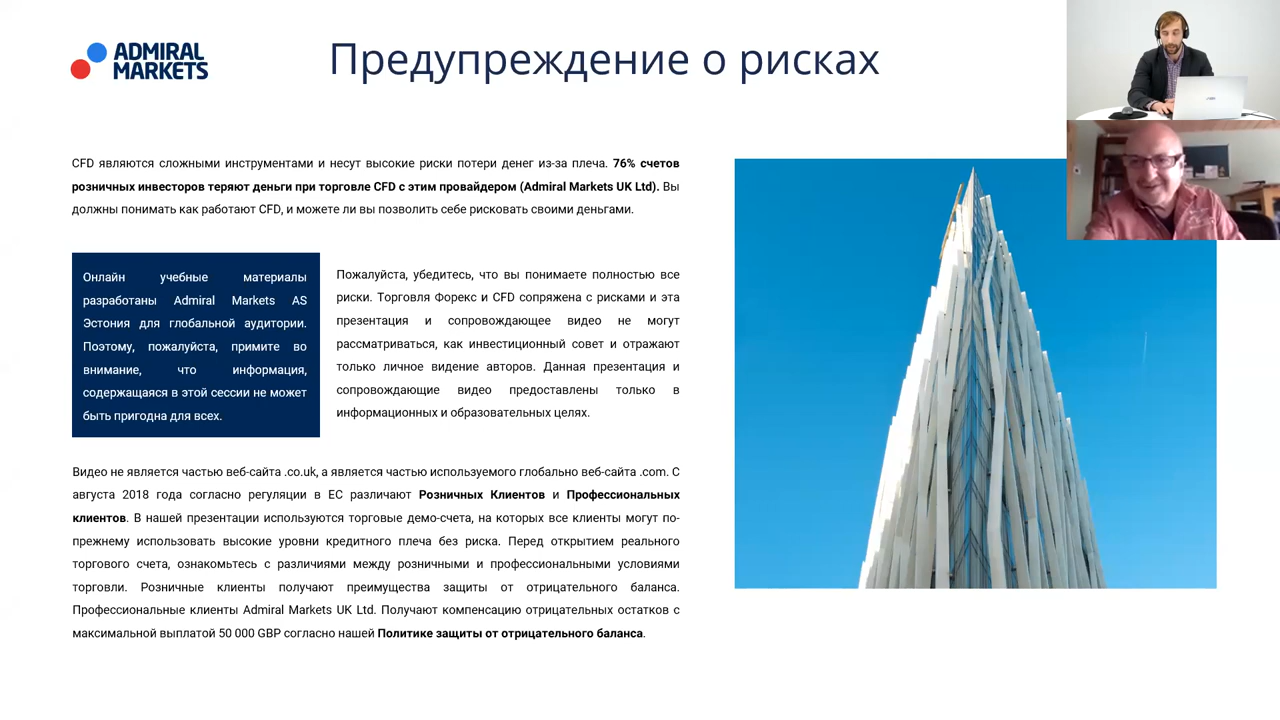 ADMIRAL
MARKETS
Предупреждение о рисках
CFD являются сложными инструментами и несут высокие риски потери денег из-за плеча. 76% счетов
розничных инвесторов теряют деньги при торговле CFD с этим провайдером (Admiral Markets UK Ltd). Вы
должны понимать как работают CFD, и можете ли вы позволить себе рисковать своими деньгами.
Онлайн учебные материалы
разработаны Admiral Markets AS
Эстония для глобальной аудитории.
Поэтому, пожалуйста, примите во
внимание, что информация,
содержащаяся в этой сессии не может
быть пригодна для всех.
Пожалуйста, убедитесь, что вы понимаете полностью все
риски. Торговля Форекс и CFD сопряжена с рисками и эта
презентация и сопровождающее видео не могут
рассматриваться, как инвестиционный совет и отражают
только личное видение авторов. Данная презентация и
сопровождающие видео предоставлены только в
информационных и образовательных целях.
Видео не является частью веб-сайта .co.uk, а является частью используемого глобально веб-сайта .com. С
августа 2018 года согласно регуляции в ЕС различают Розничных Клиентов и Профессиональных
клиентов. В нашей презентации используются торговые демо-счета, на которых все клиенты могут по-
прежнему использовать высокие уровни кредитного плеча без риска. Перед открытием реального
торгового счета, ознакомьтесь с различиями между розничными и профессиональными условиями
торговли. Розничные клиенты получают преимущества защиты от отрицательного баланса.
Профессиональные клиенты Admiral Markets UK Ltd. Получают компенсацию отрицательных остатков с
максимальной выплатой 50 000 GBP согласно нашей Политике защиты от отрицательного баланса.